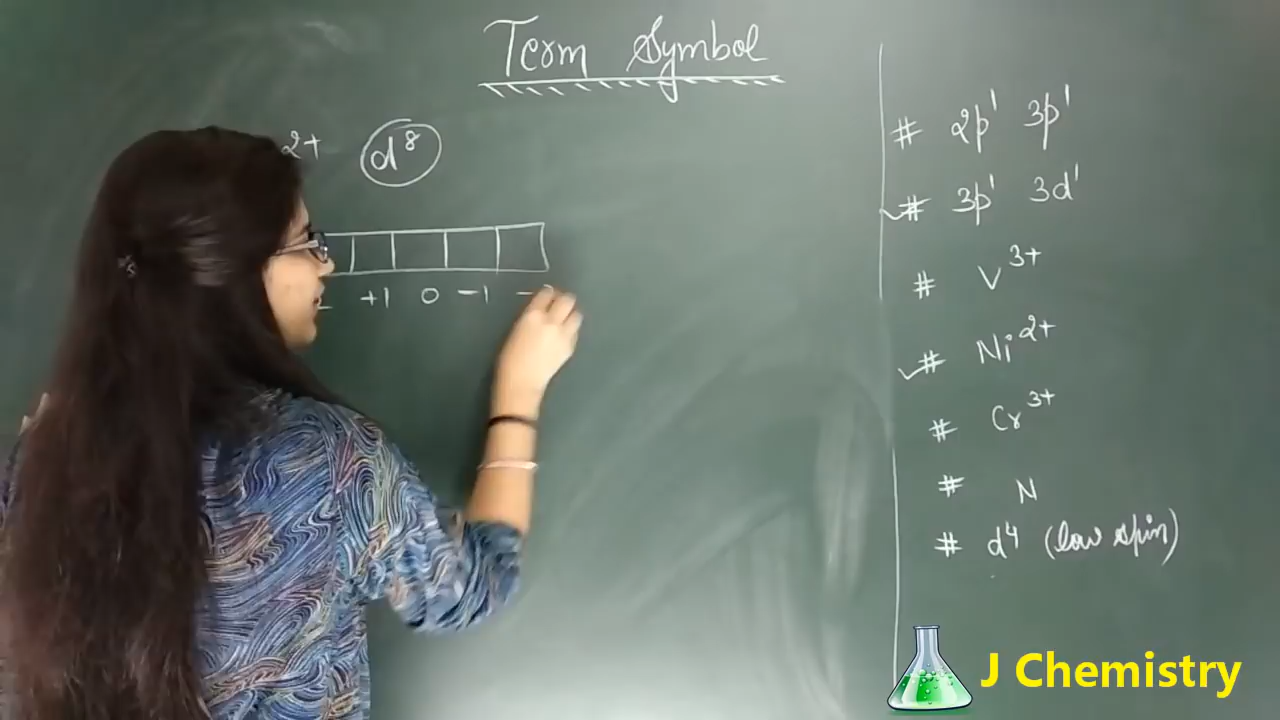 Term Symbol
2+ d⁸
+1 0 -1 -
# 2p¹ 3p¹
# 3p¹ 3d¹
# V³⁺
# Ni²⁺
# Cr³⁺
# N
# d⁴ (low spin)
J Chemistry